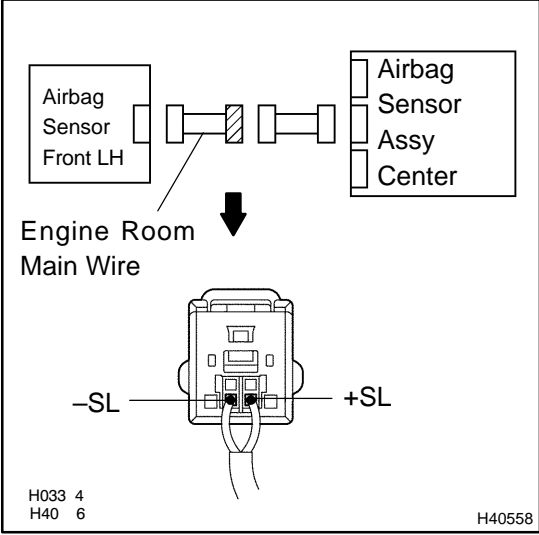 Airbag
Sensor
Front LH
Airbag
Sensor
Assy
Center
Engine Room
Main Wire
–SL
+SL
H033 4
H40 6
H40558